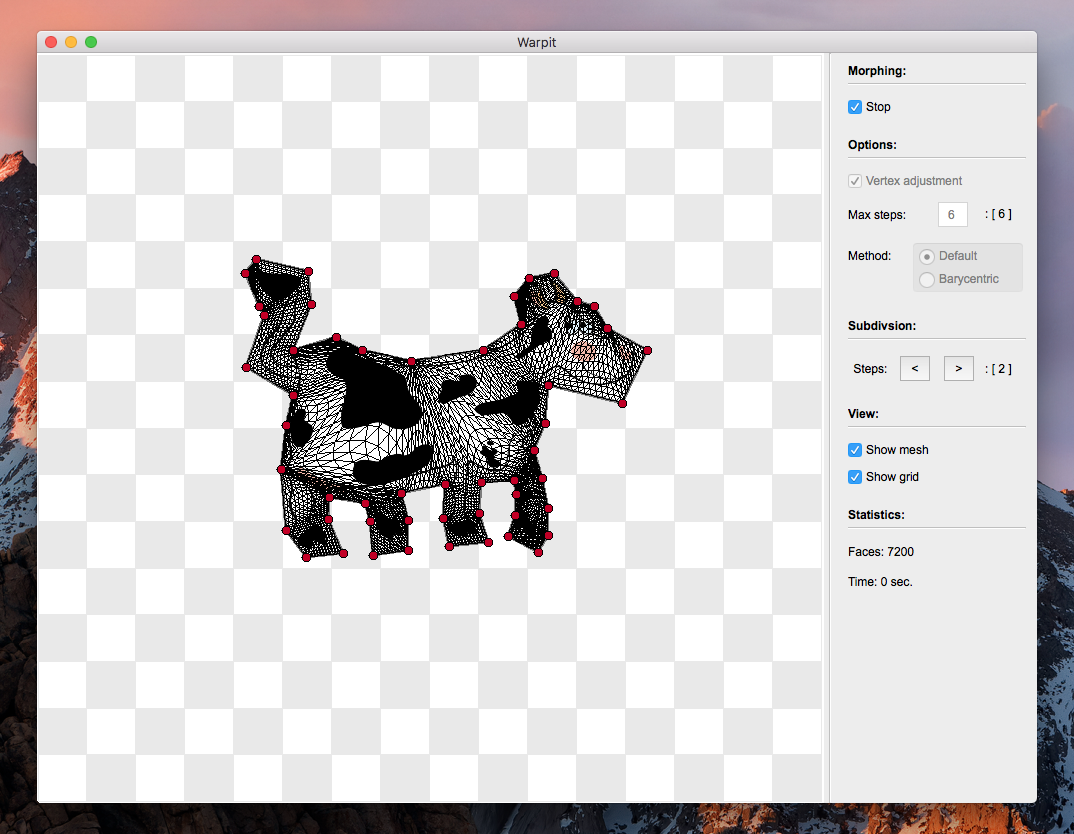 Warpit
Morphing:
Stop
Options:
Vertex adjustment
Max steps: 6 : [ 6 ]
Method: Default
Barycentric
Subdivsion:
Steps: < > : [ 2 ]
View:
Show mesh
Show grid
Statistics:
Faces: 7200
Time: 0 sec.